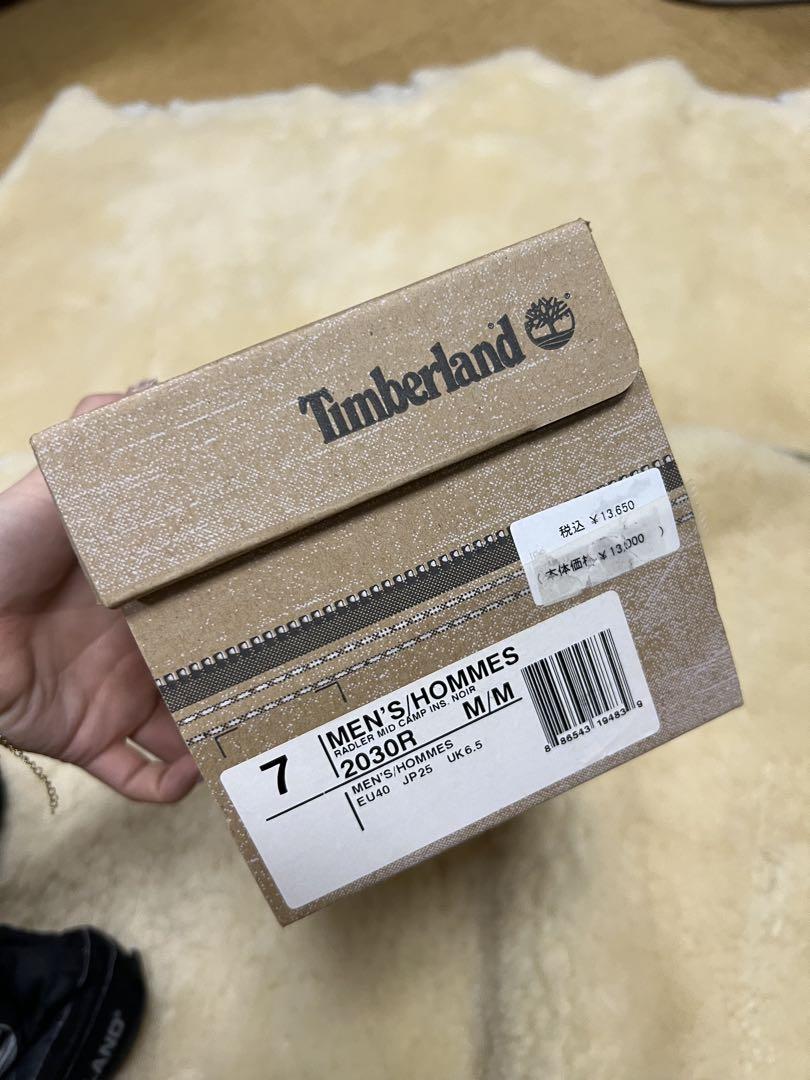 Timberland
税込 ¥13,650
(本体価格 ¥13,000 )
7
MEN'S/HOMMES
RADLER MID CAMP INS. NOIR
2030R M/M
MEN'S/HOMMES
EU40 JP25 UK6.5
8 86543 19483 9
LAND